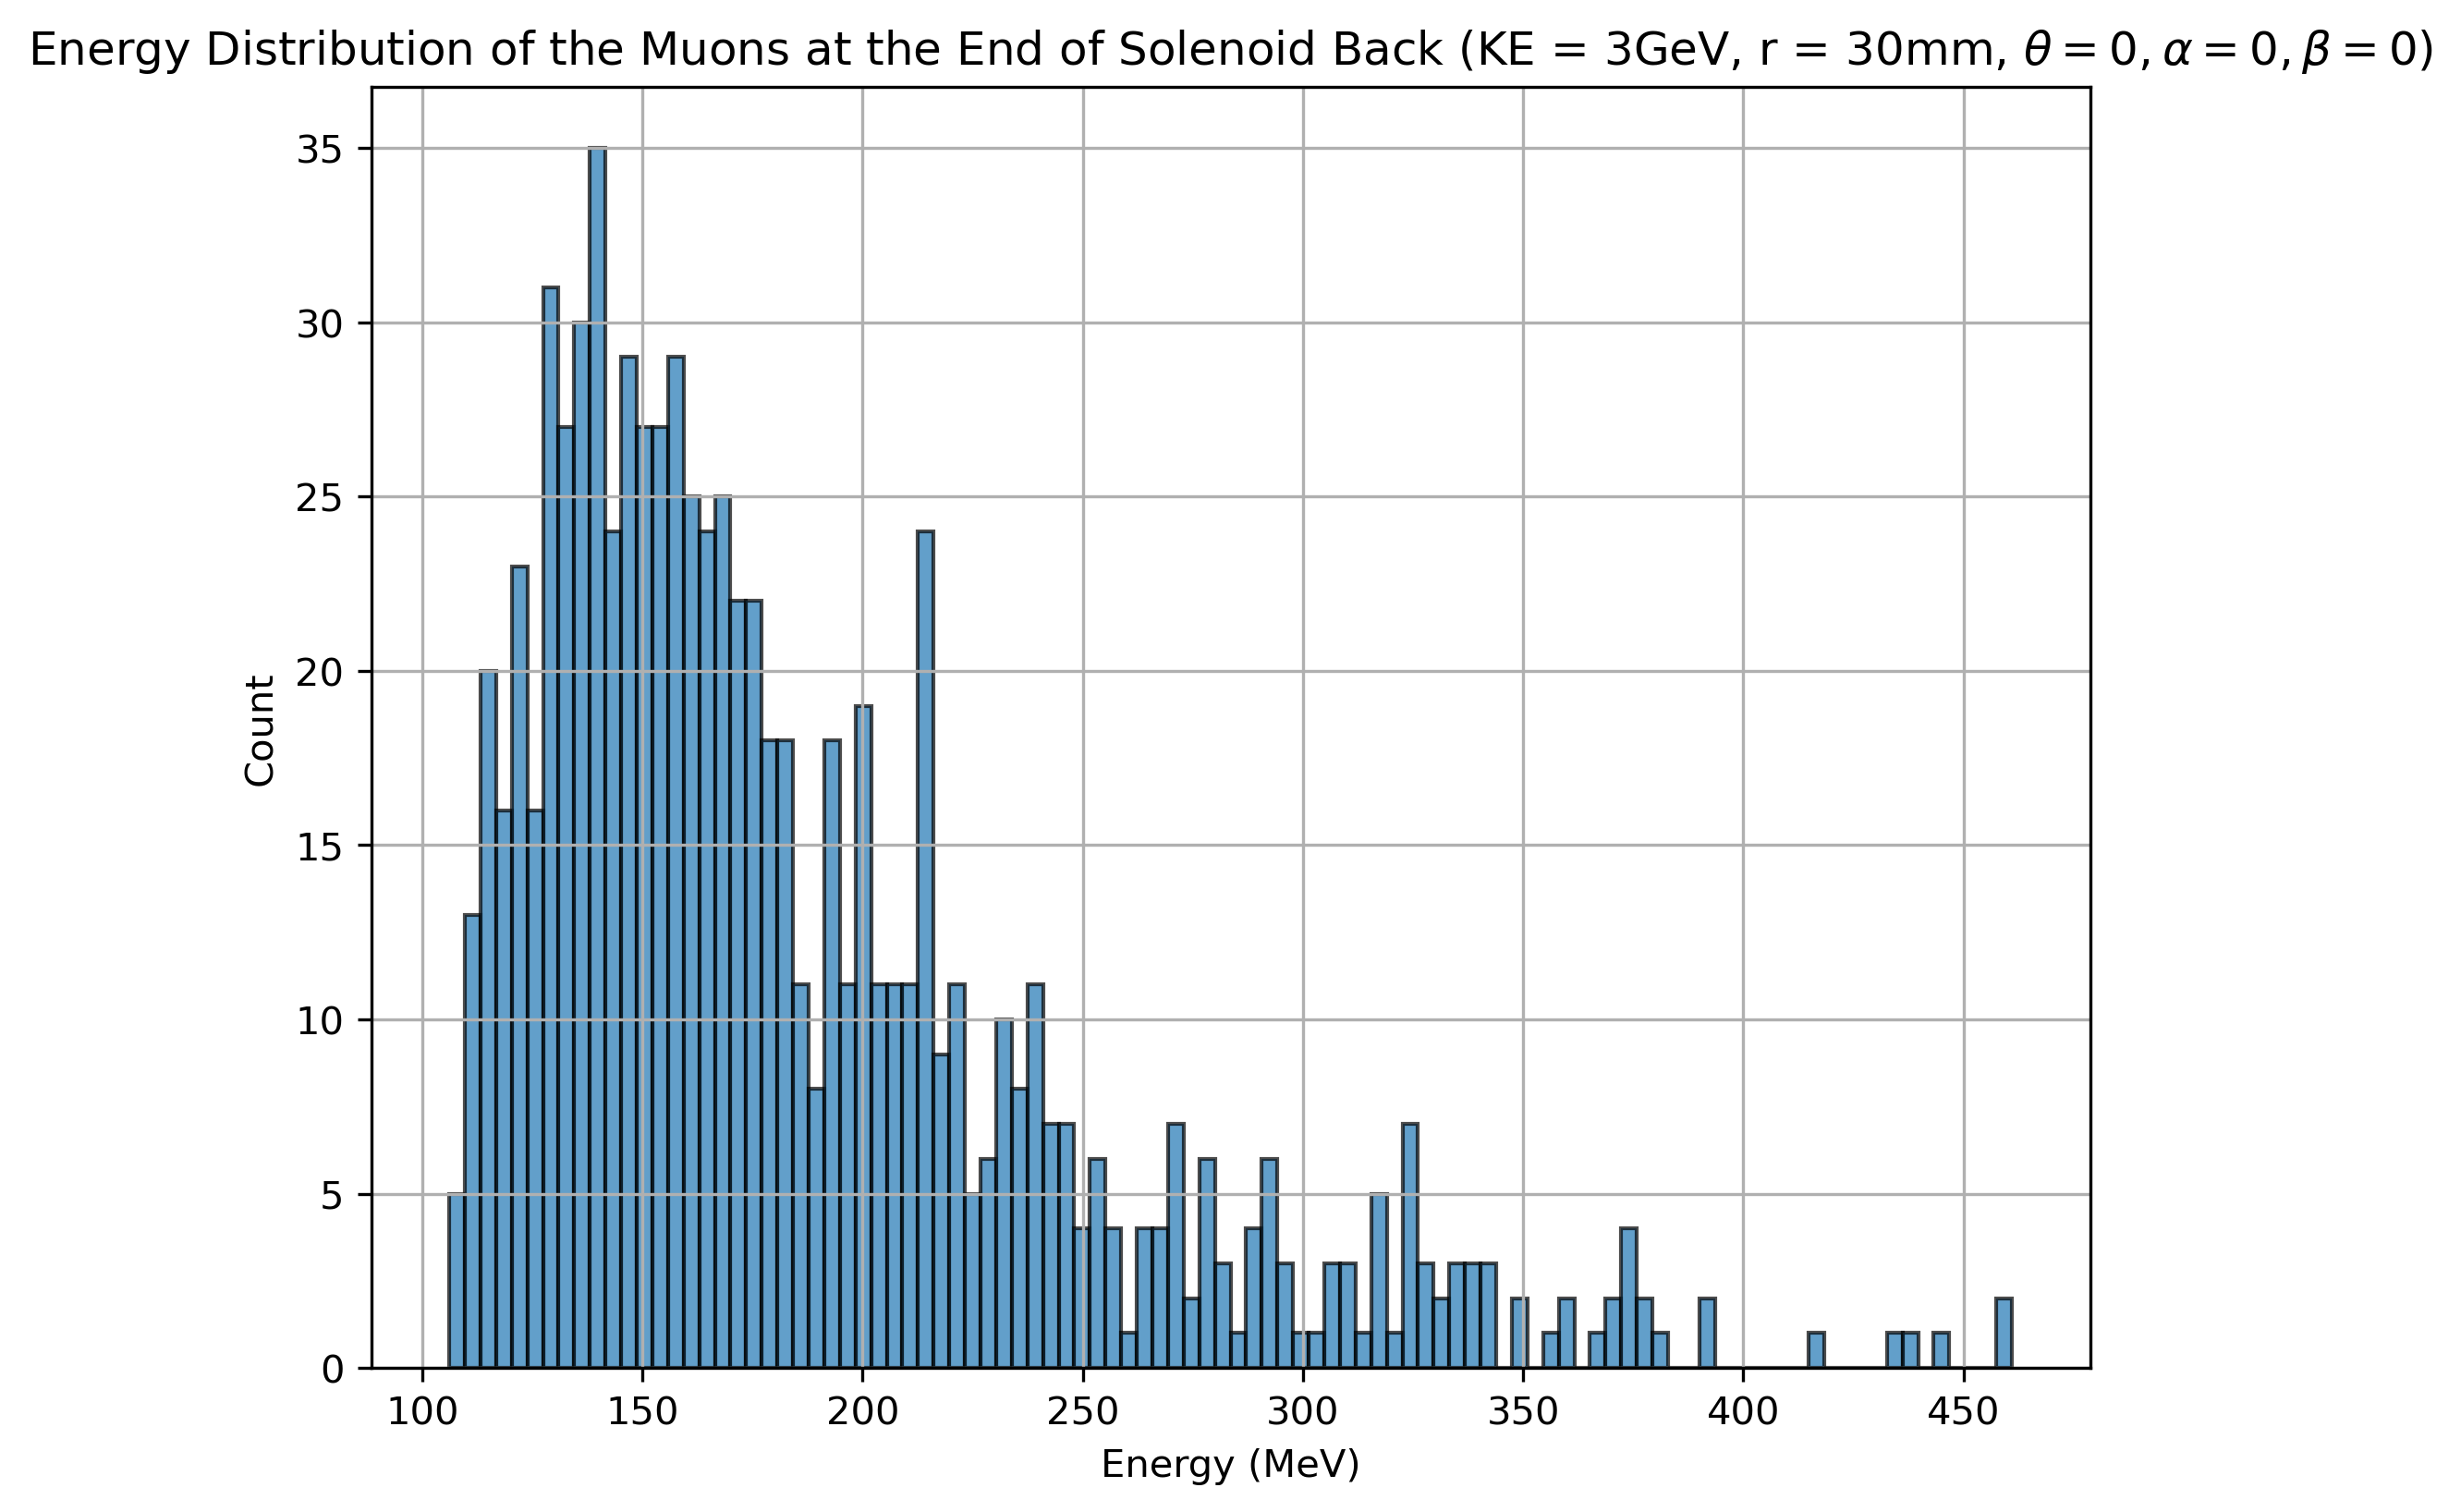 Energy Distribution of the Muons at the End of Solenoid Back (KE = 3GeV, r = 30mm, θ = 0, α = 0, β = 0)
35
30
25
20
15
10
5
0
Count
100 150 200 250 300 350 400 450
Energy (MeV)